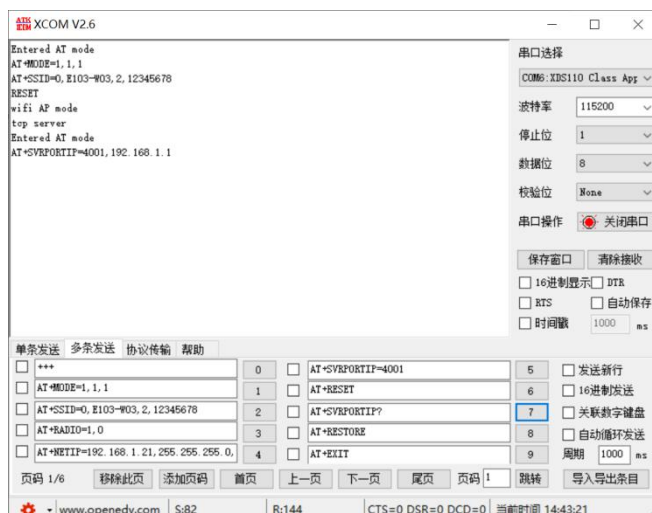 ATK XCOM XCOM V2.6
Entered AT mode
AT+MODE=1,1,1
AT+SSID=0,E103-W03,2,12345678
RESET
wifi AP mode
tcp server
Entered AT mode
AT+SVRPORTIP=4001,192.168.1.1
串口选择
COM6:XDS110 Class App
波特率 115200
停止位 1
数据位 8
校验位 None
串口操作 关闭串口
保存窗口 清除接收
16进制显示 DTR
RTS 自动保存
时间戳 1000 ms
单条发送 多条发送 协议传输 帮助
+++ 0 AT+SVRPORTIP=4001 5 发送新行
AT+MODE=1,1,1 1 AT+RESET 6 16进制发送
AT+SSID=0,E103-W03,2,12345678 2 AT+SVRPORTIP? 7 关联数字键盘
AT+RADIO=1,0 3 AT+RESTORE 8 自动循环发送
AT+NETIP=192.168.1.21,255.255.255.0, 4 AT+EXIT 9 周期 1000 ms
页码 1/6 移除此页 添加页码 首页 上一页 下一页 尾页 页码 1 跳转 导入导出条目
www.openedv.com S:82 R:144 CTS=0 DSR=0 DCD=0 当前时间 14:43:21